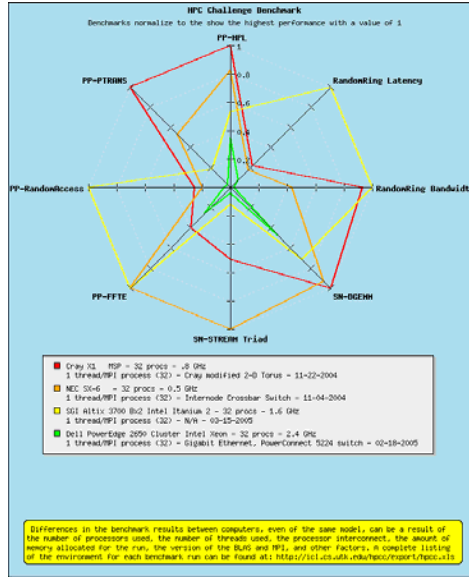 HPC Challenge Benchmark
Benchmarks normalize to the show the highest performance with a value of 1
PP-HPL
1
PP-PTRANS
RandomRing Latency
0.8
0.6
0.4
0.2
PP-RandomAccess
RandomRing Bandwidt
PP-FFTE
SN-DGEMM
SN-STREAM Triad
Cray X1 MSP - 32 procs - .8 GHz
1 thread/MPI process (32) - Cray modified 2-D Torus - 11-22-2004
NEC SX-6 - 32 procs - 0.5 GHz
1 thread/MPI process (32) - Internode Crossbar Switch - 11-04-2004
SGI Altix 3700 Bx2 Intel Itanium 2 - 32 procs - 1.6 GHz
1 thread/MPI process (32) - N/A - 03-15-2005
Dell PowerEdge 2650 Cluster Intel Xeon - 32 procs - 2.4 GHz
1 thread/MPI process (32) - Gigabit Ethernet, PowerConnect 5224 switch - 02-18-2005
Differences in the benchmark results between computers, even of the same model, can be a result of
the number of processors used, the number of threads used, the processor interconnect, the amount of
memory allocated for the run, the version of the BLAS and MPI, and other factors. A complete listing
of the environment for each benchmark run can be found at: http://icl.cs.utk.edu/hpcc/export/hpcc.xls